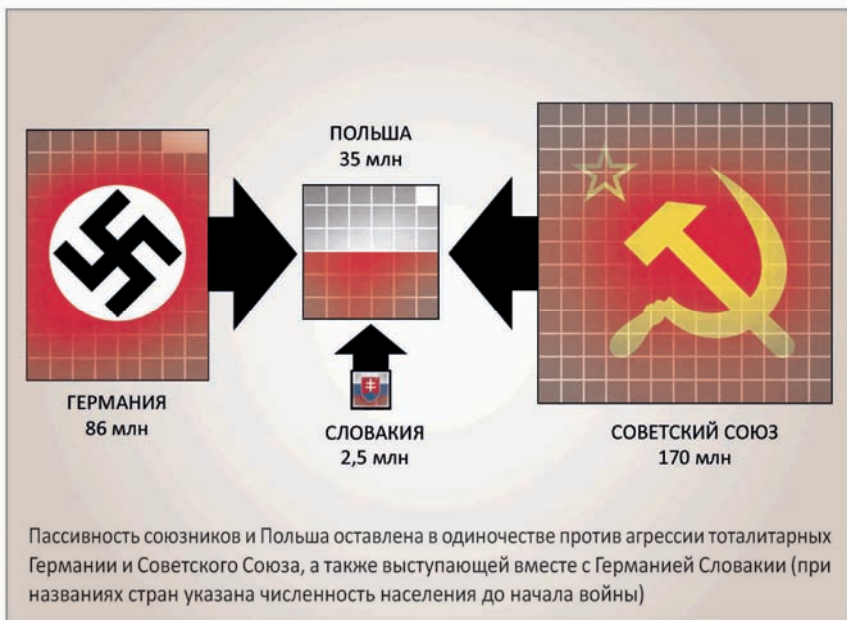 ПОЛЬША
35 млн
ГЕРМАНИЯ
86 млн
СЛОВАКИЯ
2,5 млн
СОВЕТСКИЙ СОЮЗ
170 млн
Пассивность союзников и Польша оставлена в одиночестве против агрессии тоталитарных
Германии и Советского Союза, а также выступающей вместе с Германией Словакии (при
названиях стран указана численность населения до начала войны)